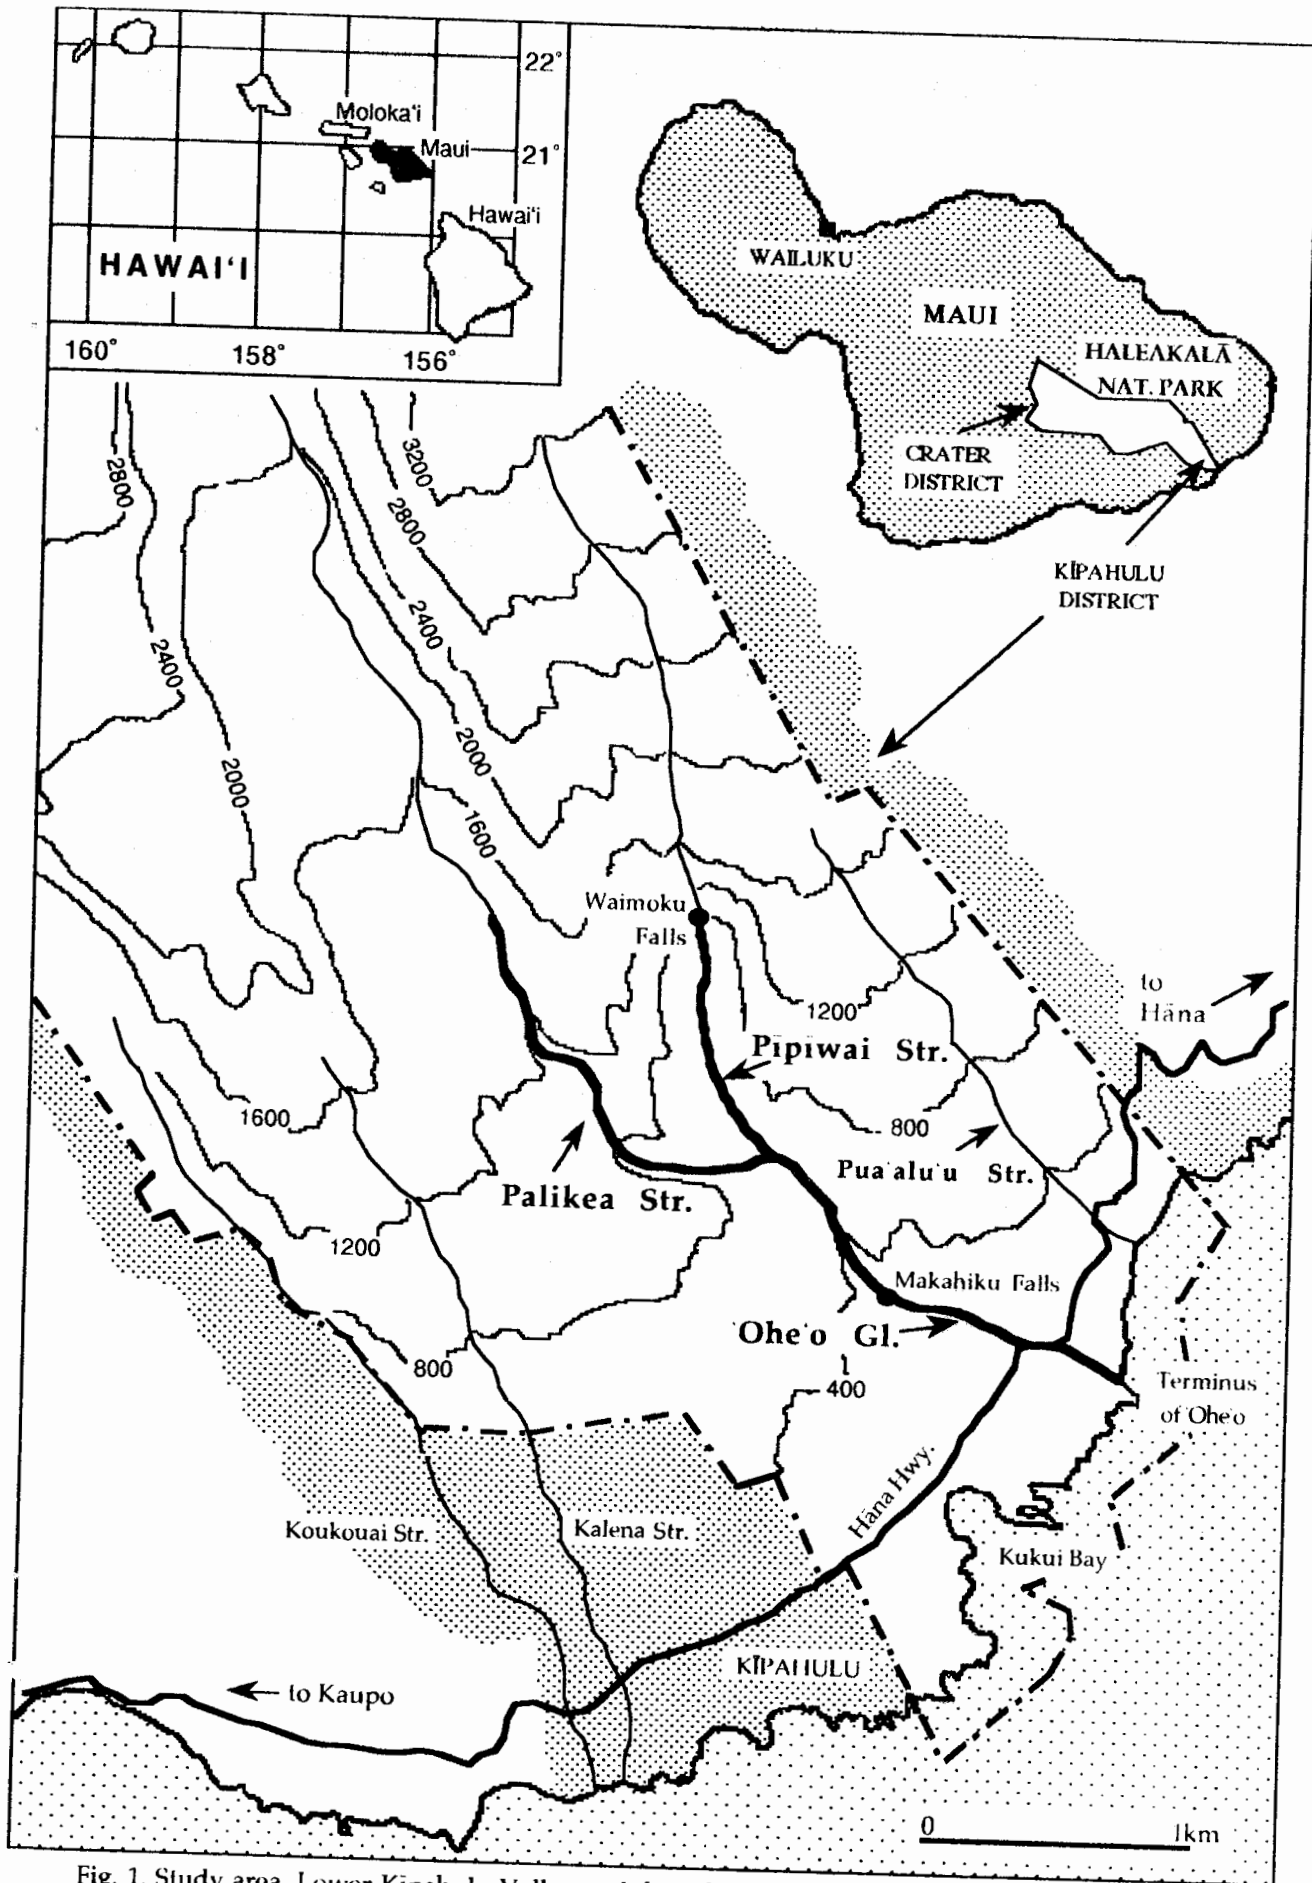 22°
Moloka'i
Maui
21°
Hawai'i
HAWAI'I
160°
158°
156°
WAILUKU
MAUI
HALEAKALĀ
NAT. PARK
CRATER
DISTRICT
KĪPAHULU
DISTRICT
2800
3200
2800
2400
2400
2000
2000
1600
Waimoku
Falls
to
Hāna
1200
Pīpīwai Str.
1600
800
Pua'alu'u Str.
Palikea Str.
1200
Makahiku Falls
'Ohe'o Gl.
800
400
Terminus
of 'Ohe'o
Hāna Hwy.
Koukouai Str.
Kalena Str.
Kukui Bay
KĪPAHULU
to Kaupo
0
1km
Fig. 1. Study area, Lower Kīpahulu